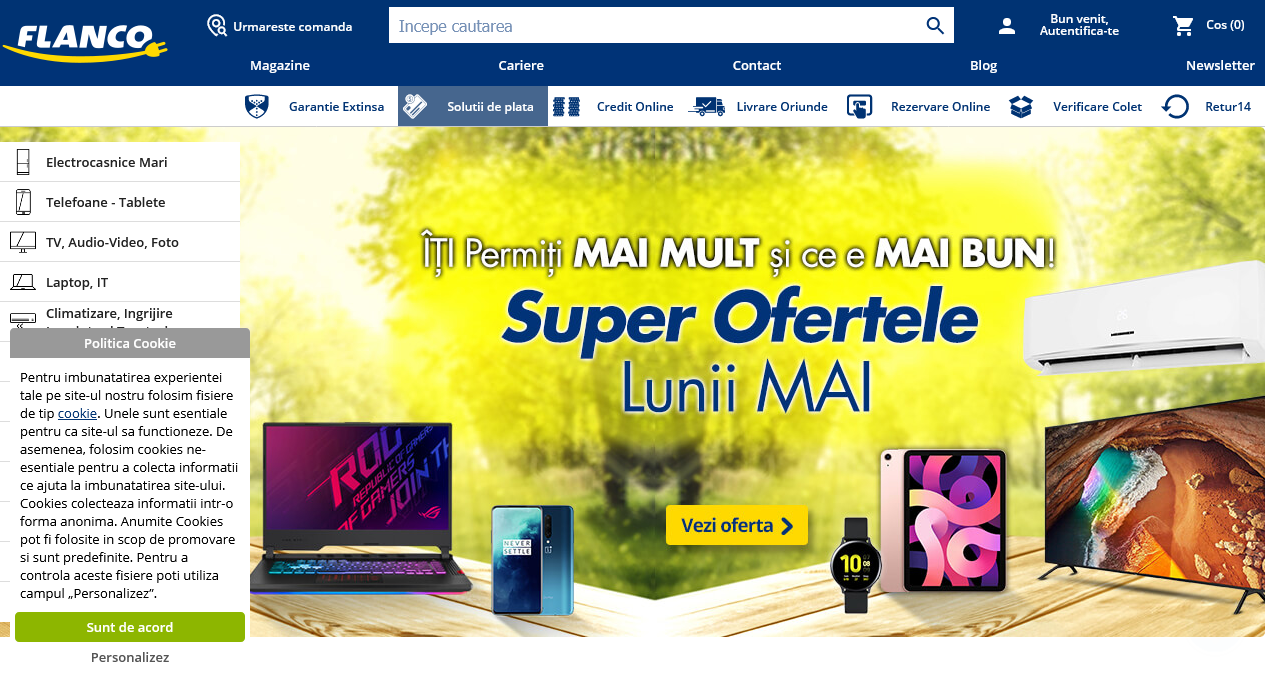 FLANCO
Urmareste comanda
Incepe cautarea
Bun venit,
Autentifica-te
Cos (0)
Magazine
Cariere
Contact
Blog
Newsletter
Garantie Extinsa
Solutii de plata
Credit Online
Livrare Oriunde
Rezervare Online
Verificare Colet
Retur14
Electrocasnice Mari
Telefoane - Tablete
TV, Audio-Video, Foto
Laptop, IT
Climatizare, Ingrijire
Politica Cookie
Pentru imbunatatirea experientei
tale pe site-ul nostru folosim fisiere
de tip cookie. Unele sunt esentiale
pentru ca site-ul sa functioneze. De
asemenea, folosim cookies ne-
esentiale pentru a colecta informatii
ce ajuta la imbunatatirea site-ului.
Cookies colecteaza informatii intr-o
forma anonima. Anumite Cookies
pot fi folosite in scop de promovare
si sunt predefinite. Pentru a
controla aceste fisiere poti utiliza
campul „Personalizez”.
Sunt de acord
Personalizez
ÎȚI Permiți MAI MULT și ce e MAI BUN!
Super Ofertele
Lunii MAI
Vezi oferta
ROG
REPUBLIC OF GAMERS
JOIN TH
NEVER
SETTLE
10 08